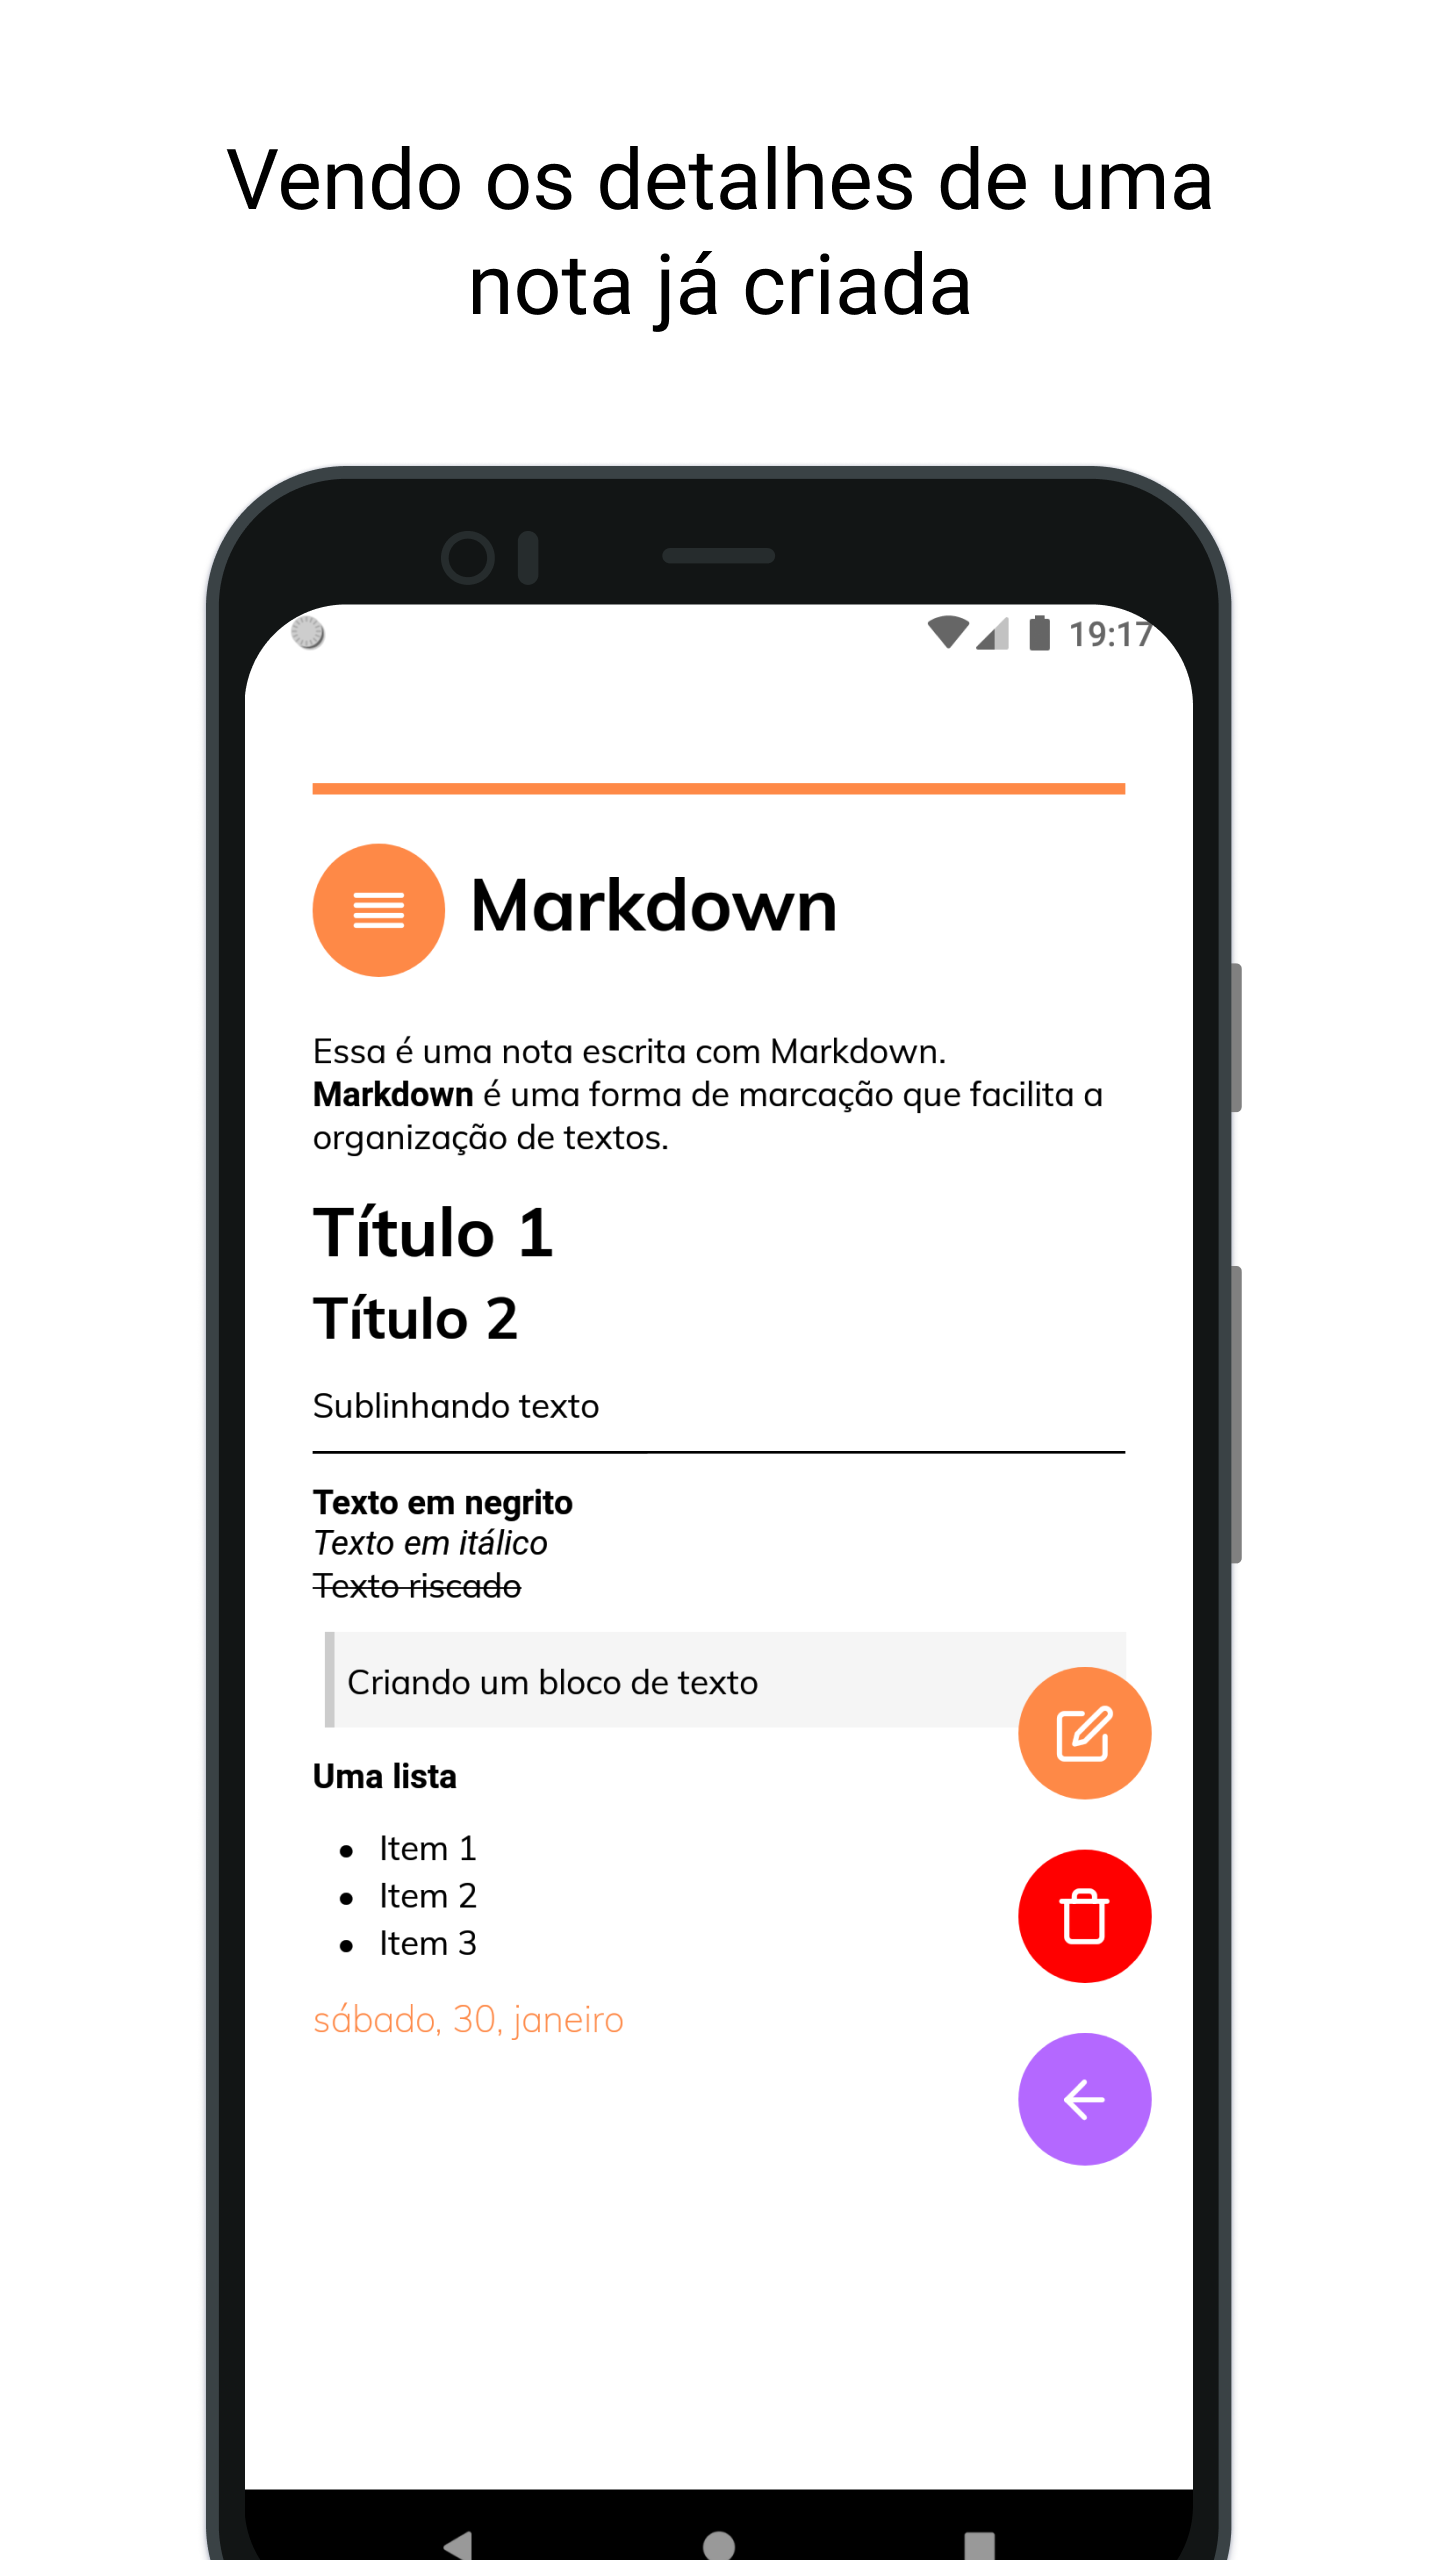 Vendo os detalhes de uma
nota já criada
19:17
Markdown
Essa é uma nota escrita com Markdown.
Markdown é uma forma de marcação que facilita a
organização de textos.
Título 1
Título 2
Sublinhando texto
Texto em negrito
Texto em itálico
Texto riscado
Criando um bloco de texto
Uma lista
• Item 1
• Item 2
• Item 3
sábado, 30, janeiro